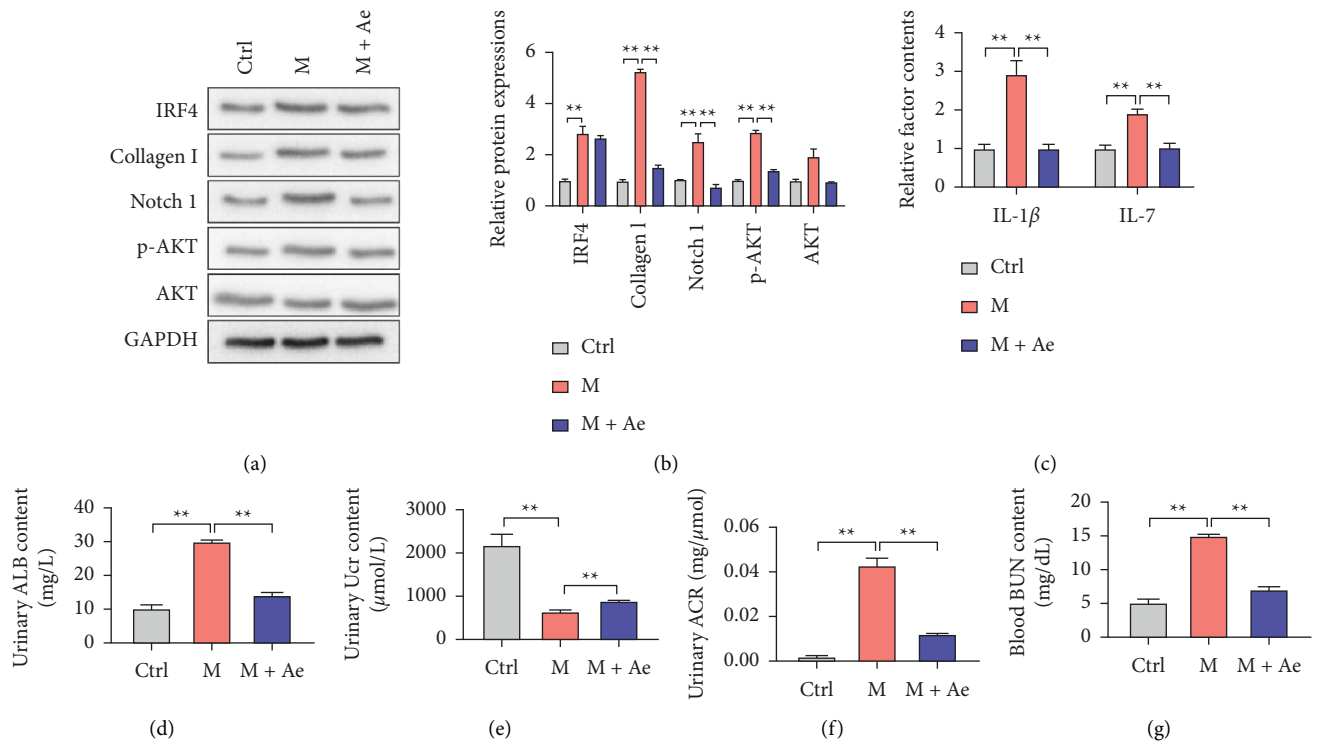 Ctrl
M
M + Ae
IRF4
Collagen I
Notch 1
p-AKT
AKT
GAPDH
(a)
Relative protein expressions
6
4
2
0
** ** ** ** ** ** **
IRF4
Collagen 1
Notch 1
p-AKT
AKT
Ctrl
M
M + Ae
(b)
Relative factor contents
4
3
2
1
0
** **
** **
IL-1β
IL-7
Ctrl
M
M + Ae
(c)
Urinary ALB content
(mg/L)
40
30
20
10
0
** **
Ctrl M M + Ae
(d)
Urinary Ucr content
(μmol/L)
3000
2000
1000
0
**
**
Ctrl M M + Ae
(e)
Urinary ACR (mg/μmol)
0.06
0.04
0.02
0.00
** **
Ctrl M M + Ae
(f)
Blood BUN content
(mg/dL)
20
15
10
5
0
** **
Ctrl M M + Ae
(g)